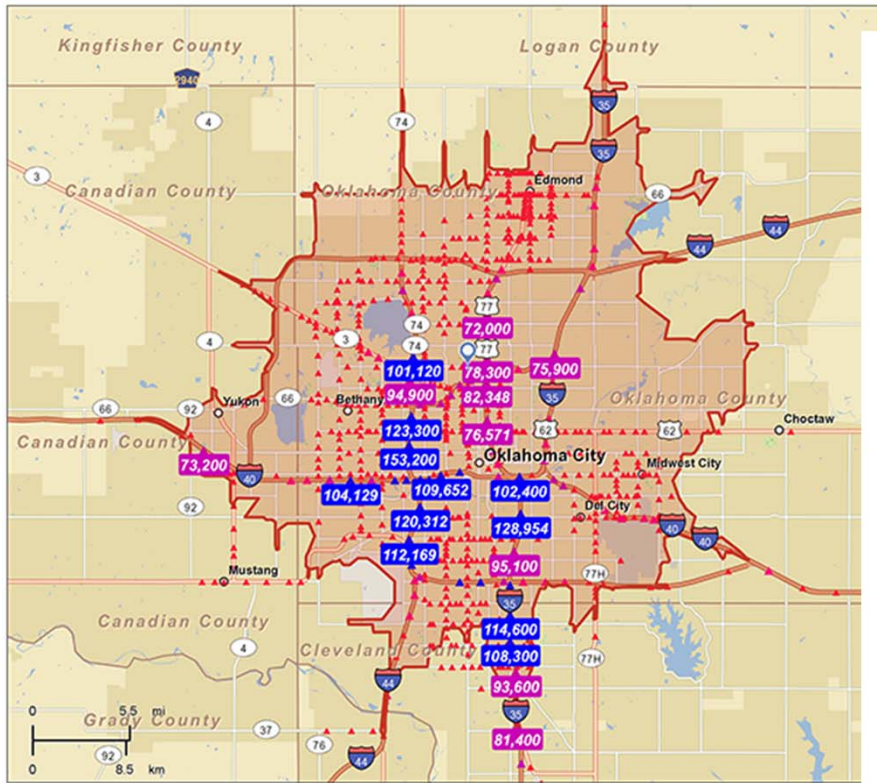 Kingfisher County
Logan County
2940
35
4
74
35
3
Canadian County
Oklahoma County
Edmond
66
44
44
77
74
72,000
4
3
74
77
101,120
78,300
75,900
94,900
82,348
35
Yukon
92
66
Bethany
Oklahoma County
66
123,300
76,571
62
62
Choctaw
Canadian County
153,200
Oklahoma City
73,200
Midwest City
40
104,129
109,652
102,400
92
Del City
120,312
128,954
40
40
112,169
95,100
Mustang
77H
35
Canadian County
114,600
4
Cleveland County
108,300
77H
44
93,600
0 5.5 mi
Grady County
35
37
76
81,400
92
44
0 8.5 km